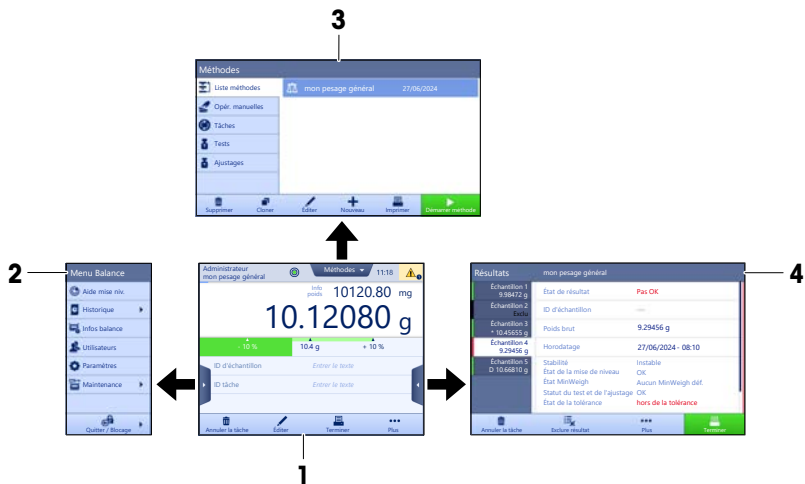 3
Méthodes
Liste méthodes
mon pesage général 27/06/2024
Opér. manuelles
Tâches
Tests
Ajustages
Supprimer Cloner Éditer Nouveau Imprimer Démarrer méthode
2
Menu Balance
Aide mise niv.
Historique
Infos balance
Utilisateurs
Paramètres
Maintenance
Quitter / Blocage
Administrateur
mon pesage général
Méthodes
11:18
Info
poids
10120.80 mg
10.12080 g
- 10 % 10.4 g + 10 %
ID d'échantillon Entrer le texte
ID tâche Entrer le texte
Annuler la tâche Éditer Terminer Plus
1
4
Résultats mon pesage général
Échantillon 1
9.98472 g
Échantillon 2
Exclu
Échantillon 3
* 10.45655 g
Échantillon 4
9.29456 g
Échantillon 5
D 10.66810 g
État de résultat Pas OK
ID d'échantillon ---
Poids brut 9.29456 g
Horodatage 27/06/2024 - 08:10
Stabilité Instable
État de la mise de niveau OK
État MinWeigh Aucun MinWeigh déf.
Statut du test et de l'ajustage OK
État de la tolérance hors de la tolérance
Annuler la tâche Exclure résultat Plus Terminer